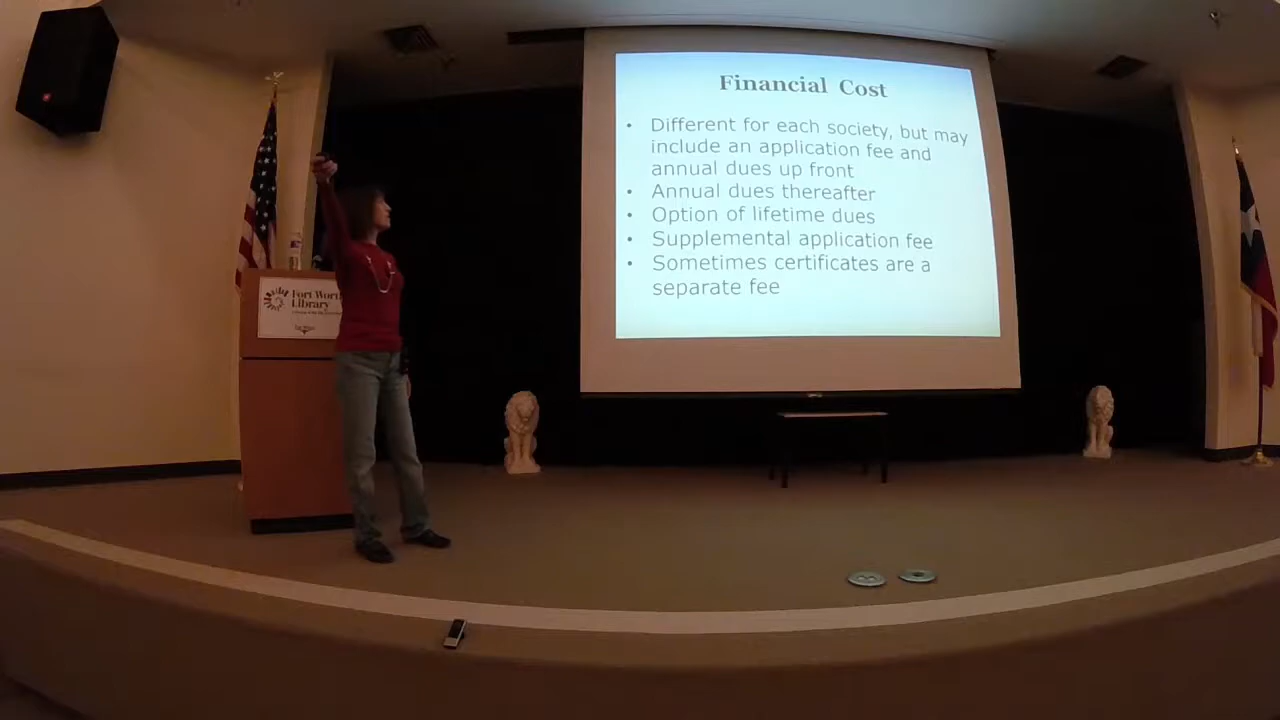 Financial Cost
• Different for each society, but may
include an application fee and
annual dues up front
• Annual dues thereafter
• Option of lifetime dues
• Supplemental application fee
• Sometimes certificates are a
separate fee
Fort Worth
Library